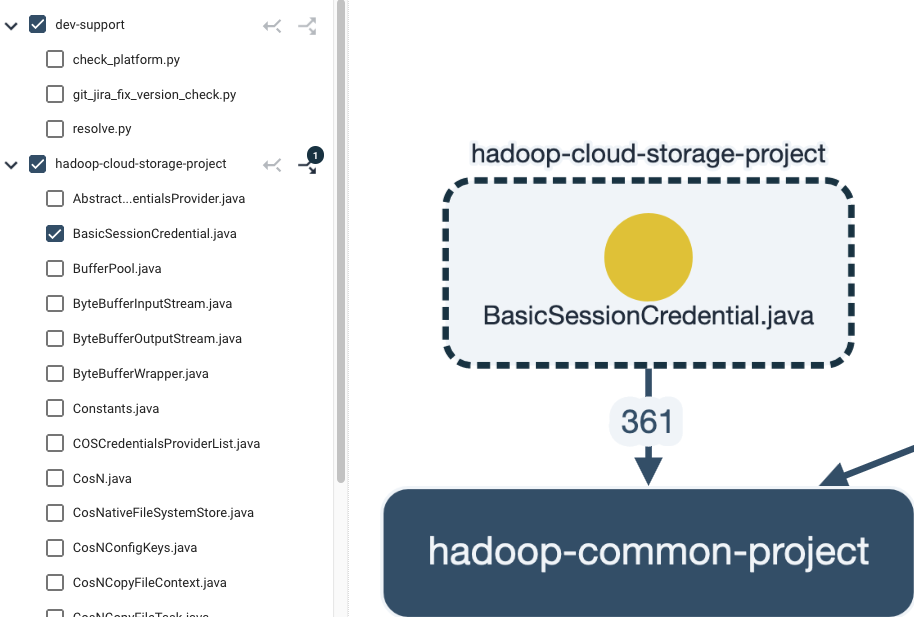 dev-support
check_platform.py
git_jira_fix_version_check.py
resolve.py
hadoop-cloud-storage-project
1
Abstract...entialsProvider.java
BasicSessionCredential.java
BufferPool.java
ByteBufferInputStream.java
ByteBufferOutputStream.java
ByteBufferWrapper.java
Constants.java
COSCredentialsProviderList.java
CosN.java
CosNativeFileSystemStore.java
CosNConfigKeys.java
CosNCopyFileContext.java
CosNCopyFileTask.java
hadoop-cloud-storage-project
BasicSessionCredential.java
361
hadoop-common-project